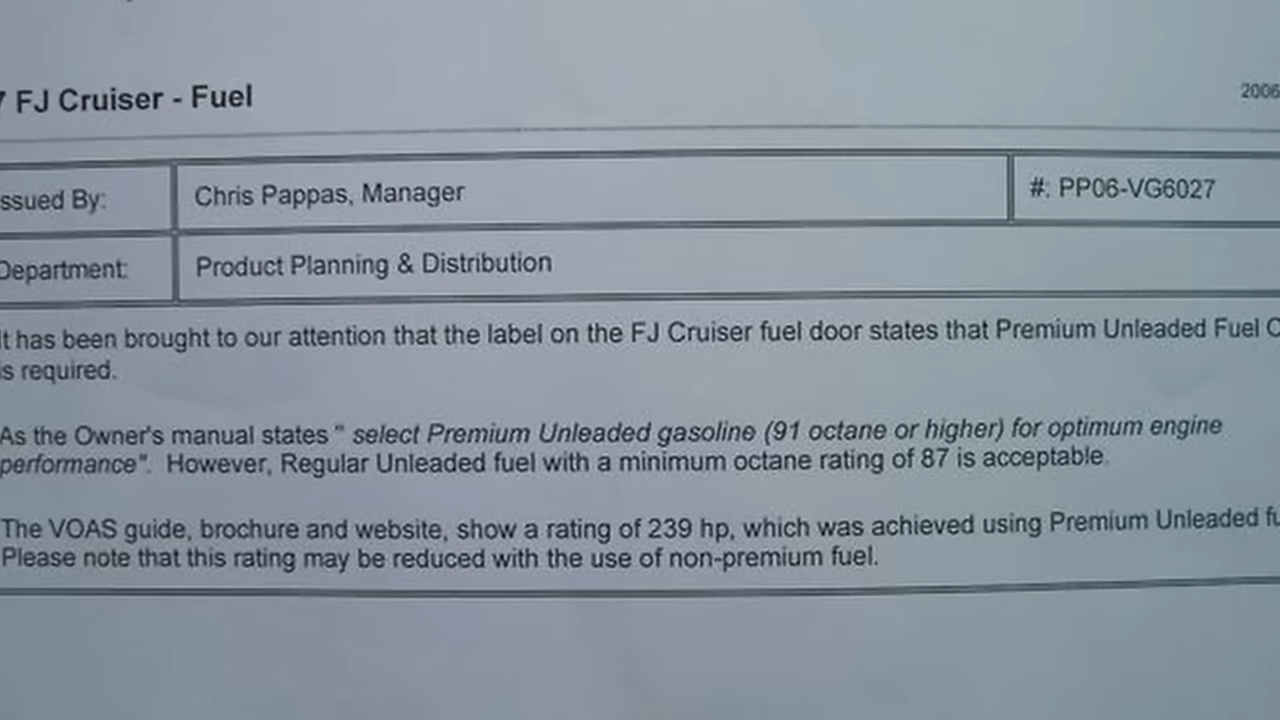 7 FJ Cruiser - Fuel
2006
ssued By:
Chris Pappas, Manager
#: PP06-VG6027
Department:
Product Planning & Distribution
It has been brought to our attention that the label on the FJ Cruiser fuel door states that Premium Unleaded Fuel O
is required.
As the Owner's manual states " select Premium Unleaded gasoline (91 octane or higher) for optimum engine
performance". However, Regular Unleaded fuel with a minimum octane rating of 87 is acceptable.
The VOAS guide, brochure and website, show a rating of 239 hp, which was achieved using Premium Unleaded fu
Please note that this rating may be reduced with the use of non-premium fuel.